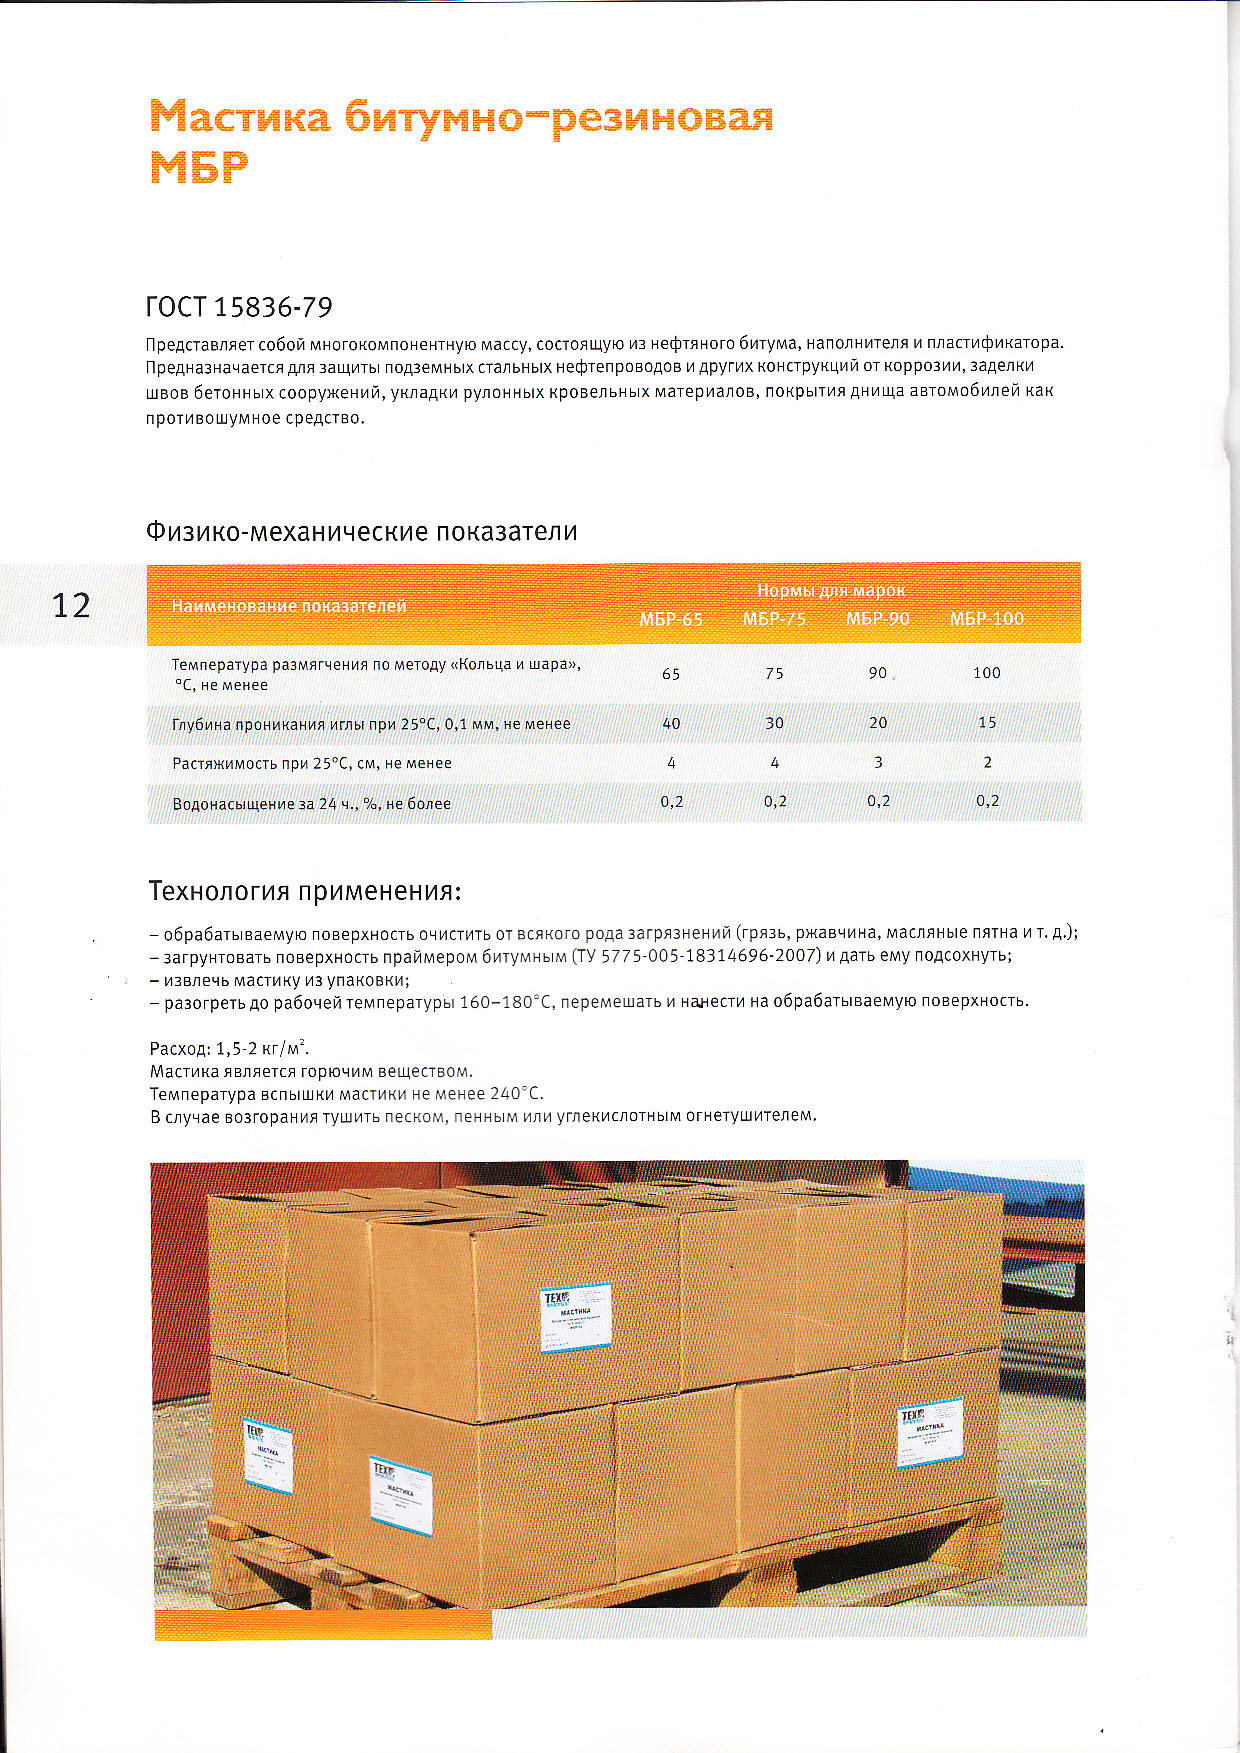 Мастика битумно-резиновая
МБР
ГОСТ 15836-79
Представляет собой многокомпонентную массу, состоящую из нефтяного битума, наполнителя и пластификатора.
Предназначается для защиты подземных стальных нефтепроводов и других конструкций от коррозии, заделки
швов бетонных сооружений, укладки рулонных кровельных материалов, покрытия днища автомобилей как
противошумное средство.
Физико-механические показатели
12
Наименование показателей
Нормы для марок
МБР-65 МБР-75 МБР-90 МБР-100
Температура размягчения по методу «Кольца и шара»,
°С, не менее
65 75 90 100
Глубина проникания иглы при 25°С, 0,1 мм, не менее 40 30 20 15
Растяжимость при 25°С, см, не менее 4 4 3 2
Водонасыщение за 24 ч., %, не более 0,2 0,2 0,2 0,2
Технология применения:
– обрабатываемую поверхность очистить от всякого рода загрязнений (грязь, ржавчина, масляные пятна и т. д.);
– загрунтовать поверхность праймером битумным (ТУ 5775-005-18314696-2007) и дать ему подсохнуть;
– извлечь мастику из упаковки;
– разогреть до рабочей температуры 160–180°С, перемешать и нанести на обрабатываемую поверхность.
Расход: 1,5-2 кг/м².
Мастика является горючим веществом.
Температура вспышки мастики не менее 240°С.
В случае возгорания тушить песком, пенным или углекислотным огнетушителем.
ТЕХ
МАСТИКА
ТЕХ
МАСТИКА
ТЕХ
МАСТИКА
ТЕХ
МАСТИКА